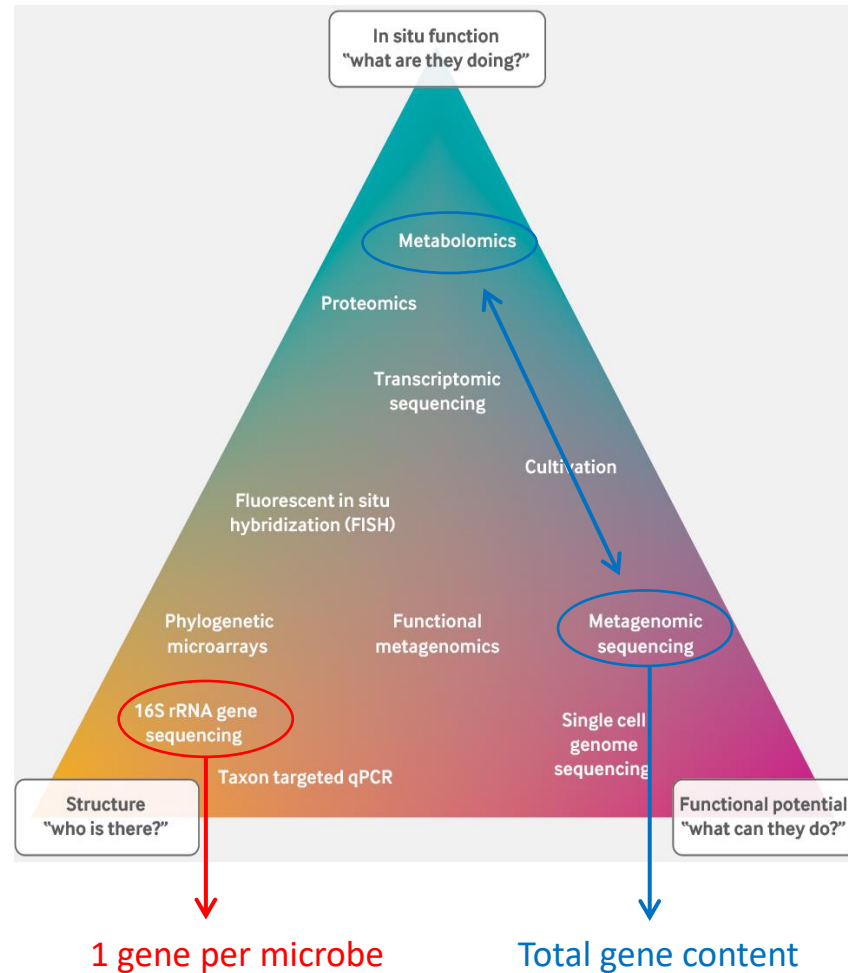 In situ function
"what are they doing?"
Metabolomics
Proteomics
Transcriptomic
sequencing
Cultivation
Fluorescent in situ
hybridization (FISH)
Phylogenetic
microarrays
Functional
metagenomics
Metagenomic
sequencing
16S rRNA gene
sequencing
Single cell
genome
sequencing
Taxon targeted qPCR
Structure
"who is there?"
Functional potential
"what can they do?"
1 gene per microbe
Total gene content